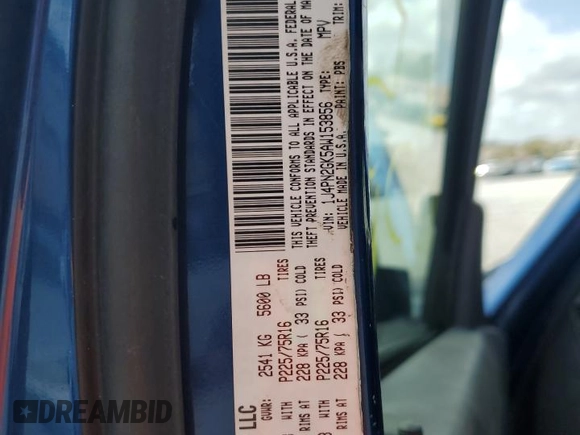 LLC
GVWR: 2541 KG 5600 LB
WITH P225/75R16 TIRES
RIMS AT 228 KPA ( 33 PSI) COLD
WITH P225/75R16 TIRES
RIMS AT 228 KPA ( 33 PSI) COLD
THIS VEHICLE CONFORMS TO ALL APPLICABLE U.S.A. FEDERAL
THEFT PREVENTION STANDARDS IN EFFECT ON THE DATE OF MA
VIN: 1J4PN2GK5AW153856 TYPE: MPV
VEHICLE MADE IN U.S.A. PAINT: PBS TRIM:
DREAMBID